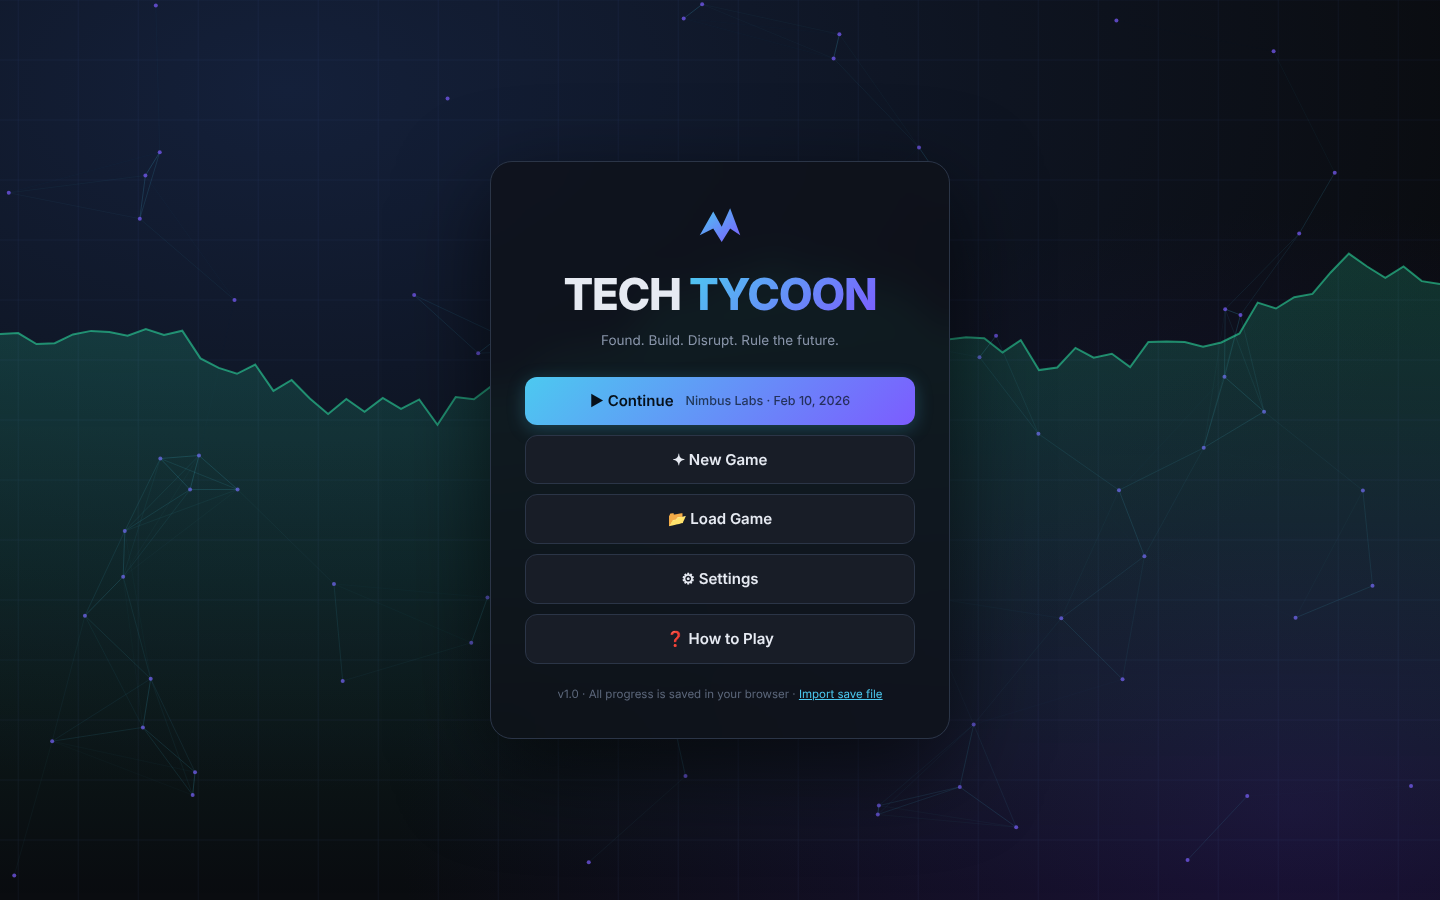 TECH TYCOON
Found. Build. Disrupt. Rule the future.
▶ Continue Nimbus Labs · Feb 10, 2026
✦ New Game
📂 Load Game
⚙ Settings
❓ How to Play
v1.0 · All progress is saved in your browser · Import save file